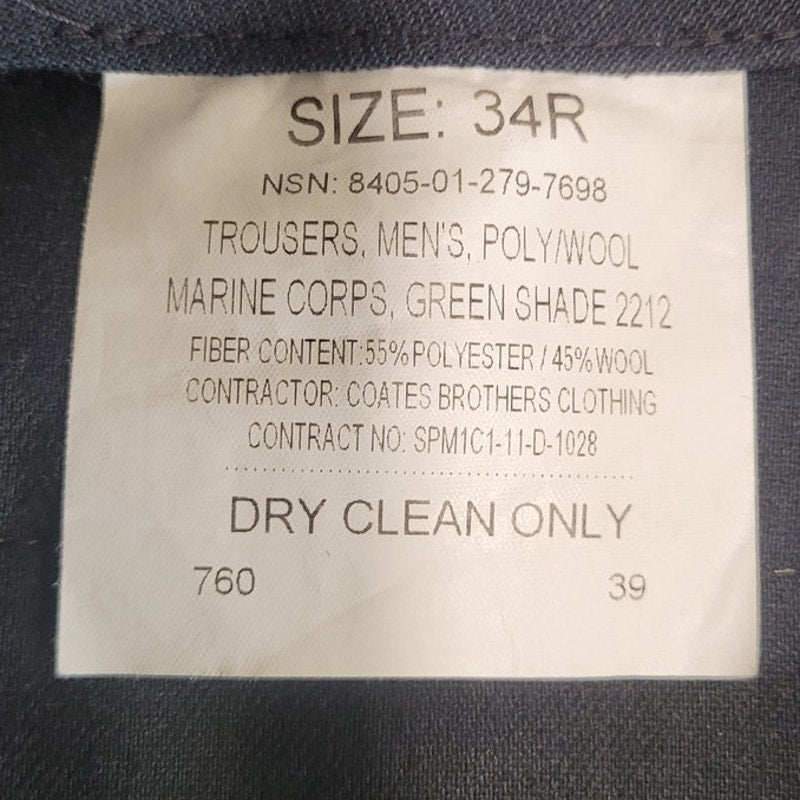 SIZE: 34R
NSN: 8405-01-279-7698
TROUSERS, MEN'S, POLY/WOOL
MARINE CORPS, GREEN SHADE 2212
FIBER CONTENT:55% POLYESTER / 45% WOOL
CONTRACTOR: COATES BROTHERS CLOTHING
CONTRACT NO: SPM1C1-11-D-1028
DRY CLEAN ONLY
760 39